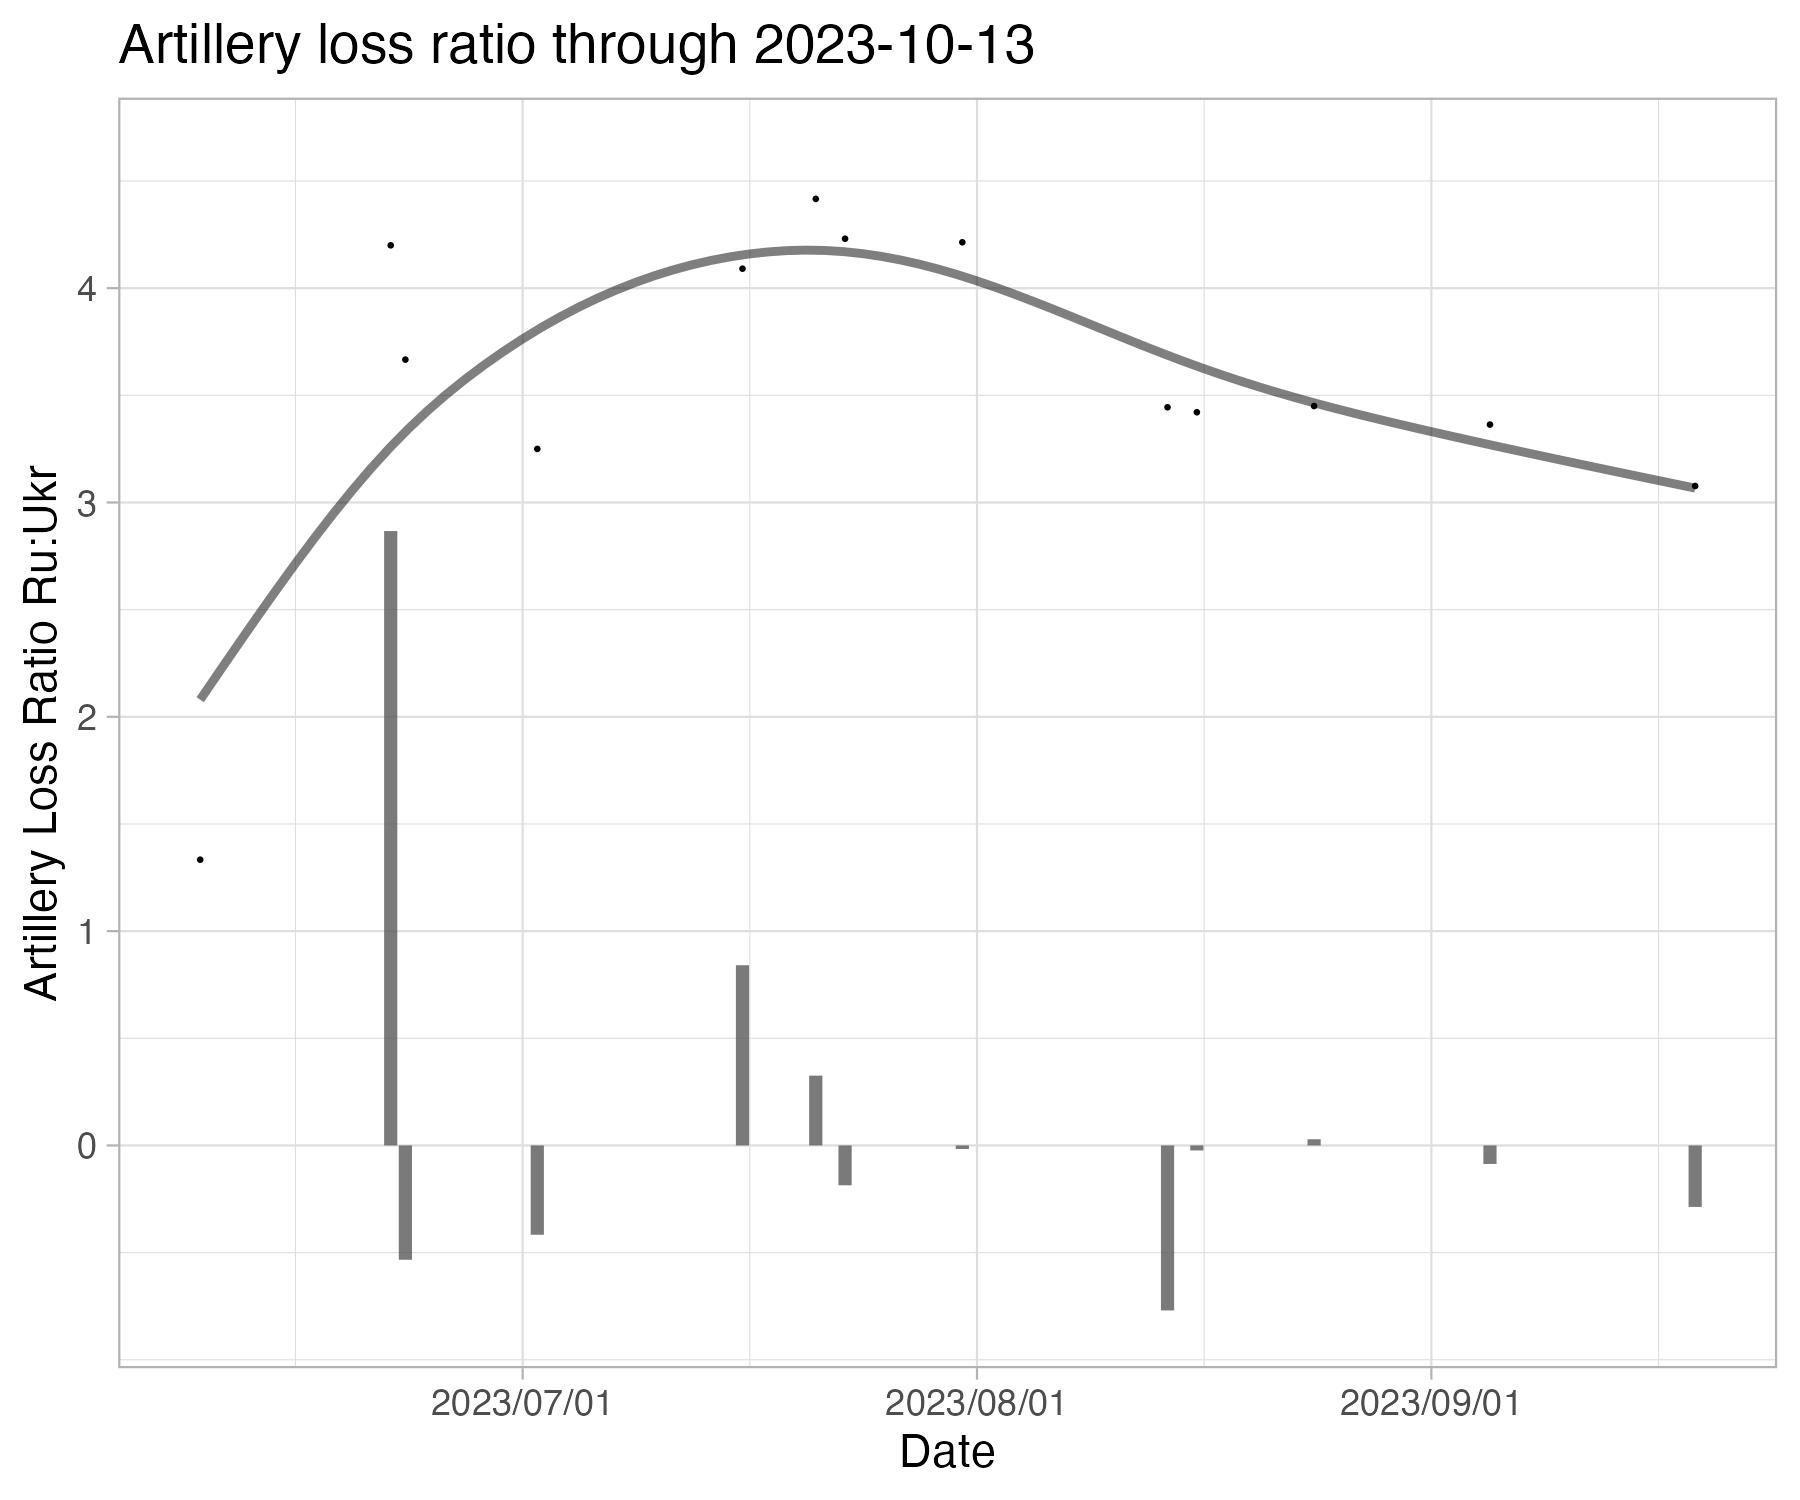 Artillery loss ratio through 2023-10-13
Artillery Loss Ratio Ru:Ukr
4
3
2
1
0
2023/07/01
2023/08/01
2023/09/01
Date